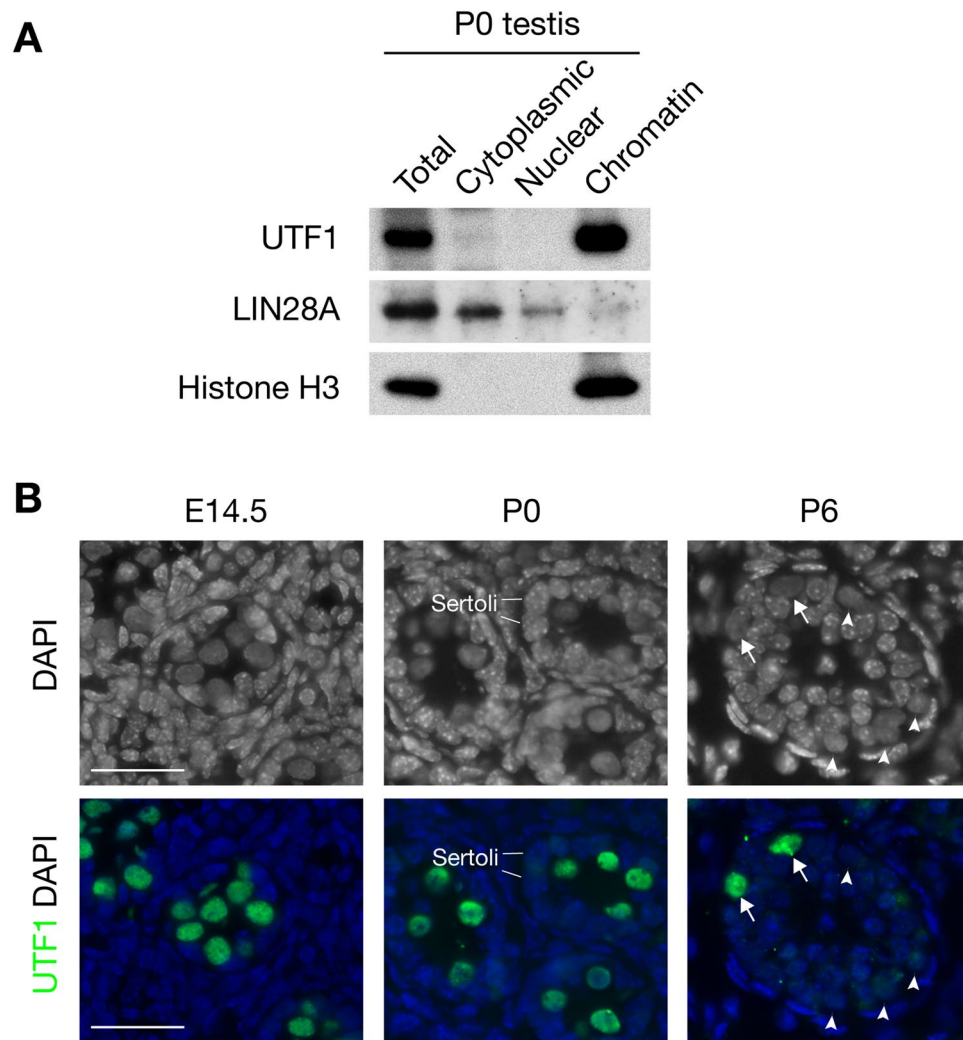 A
P0 testis
Total
Cytoplasmic
Nuclear
Chromatin
UTF1
LIN28A
Histone H3
B
E14.5
P0
P6
DAPI
Sertoli
UTF1 DAPI
Sertoli